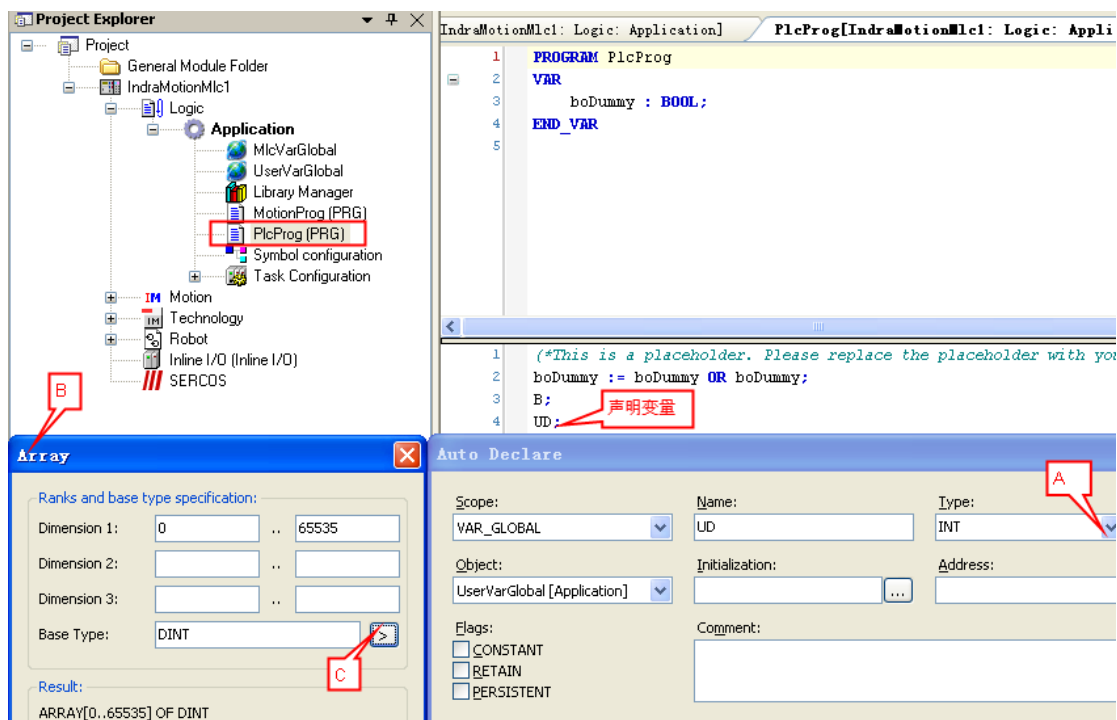 Project Explorer
Project
General Module Folder
IndraMotionMlc1
Logic
Application
MlcVarGlobal
UserVarGlobal
Library Manager
MotionProg (PRG)
PlcProg (PRG)
Symbol configuration
Task Configuration
IM Motion
IM Technology
Robot
Inline I/O (Inline I/O)
SERCOS
IndraMotionMlc1: Logic: Application]
PlcProg[IndraMotionMlc1: Logic: Appli
1 PROGRAM PlcProg
2 VAR
3 boDummy : BOOL;
4 END_VAR
5
1 (*This is a placeholder. Please replace the placeholder with you
2 boDummy := boDummy OR boDummy;
3 B;
4 UD;
声明变量
B
Array
Ranks and base type specification:
Dimension 1: 0 .. 65535
Dimension 2: ..
Dimension 3: ..
Base Type: DINT >
C
Result:
ARRAY[0..65535] OF DINT
Auto Declare
A
Scope: Name: Type:
VAR_GLOBAL UD INT
Object: Initialization: Address:
UserVarGlobal [Application] ...
Flags: Comment:
CONSTANT
RETAIN
PERSISTENT